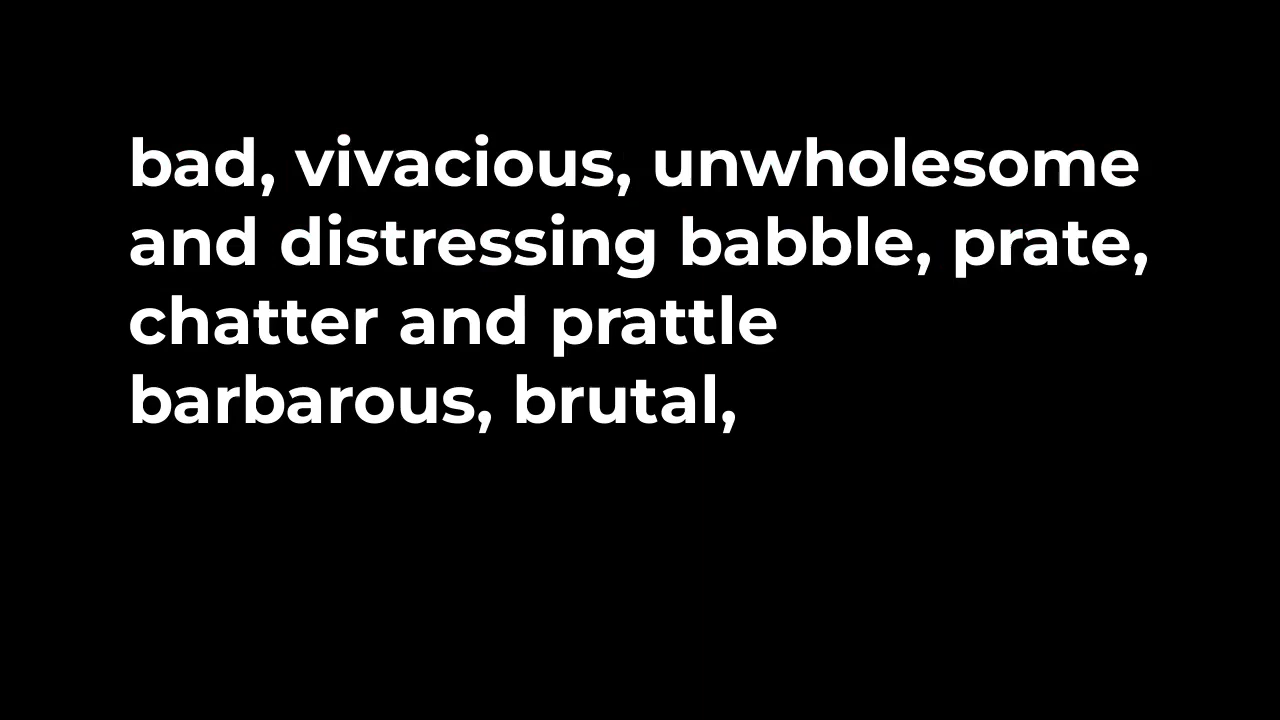 bad, vivacious, unwholesome
and distressing babble, prate,
chatter and prattle
barbarous, brutal,